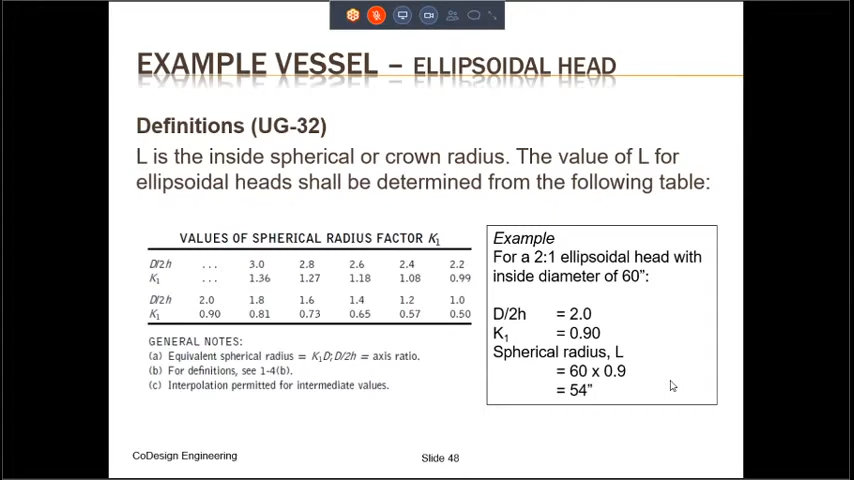 EXAMPLE VESSEL – ELLIPSOIDAL HEAD
Definitions (UG-32)
L is the inside spherical or crown radius. The value of L for
ellipsoidal heads shall be determined from the following table:
VALUES OF SPHERICAL RADIUS FACTOR K1
D/2h ... 3.0 2.8 2.6 2.4 2.2
K1 ... 1.36 1.27 1.18 1.08 0.99
D/2h 2.0 1.8 1.6 1.4 1.2 1.0
K1 0.90 0.81 0.73 0.65 0.57 0.50
GENERAL NOTES:
(a) Equivalent spherical radius = K1D; D/2h = axis ratio.
(b) For definitions, see 1-4(b).
(c) Interpolation permitted for intermediate values.
Example
For a 2:1 ellipsoidal head with
inside diameter of 60”:
D/2h = 2.0
K1 = 0.90
Spherical radius, L
= 60 x 0.9
= 54”
CoDesign Engineering
Slide 48